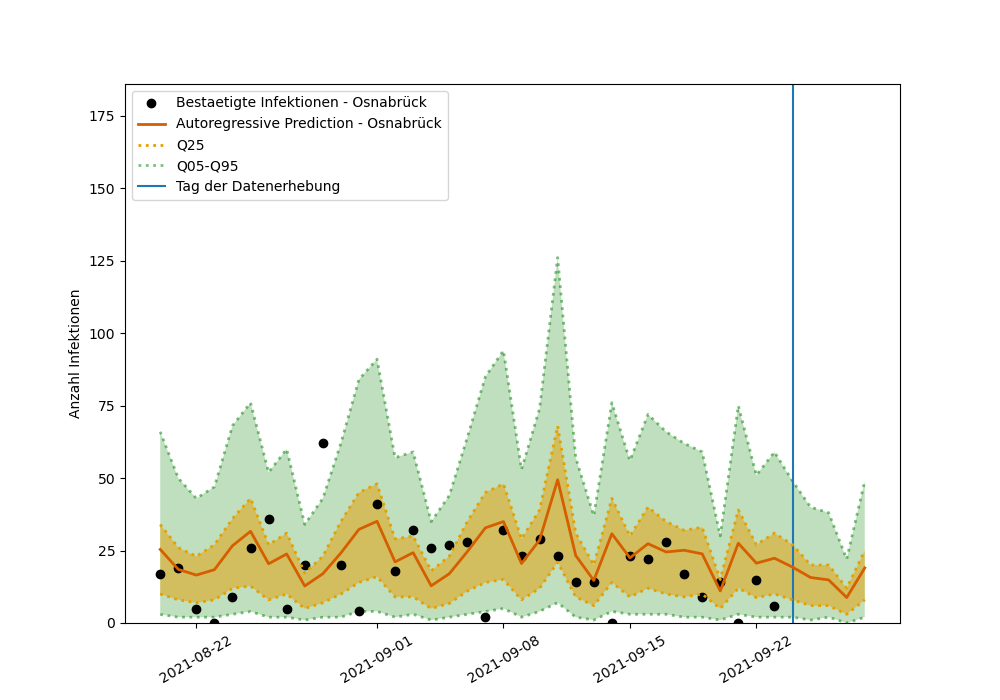 Bestaetigte Infektionen - Osnabrück
Autoregressive Prediction - Osnabrück
Q25
Q05-Q95
Tag der Datenerhebung
Anzahl Infektionen
175
150
125
100
75
50
25
0
2021-08-22
2021-09-01
2021-09-08
2021-09-15
2021-09-22